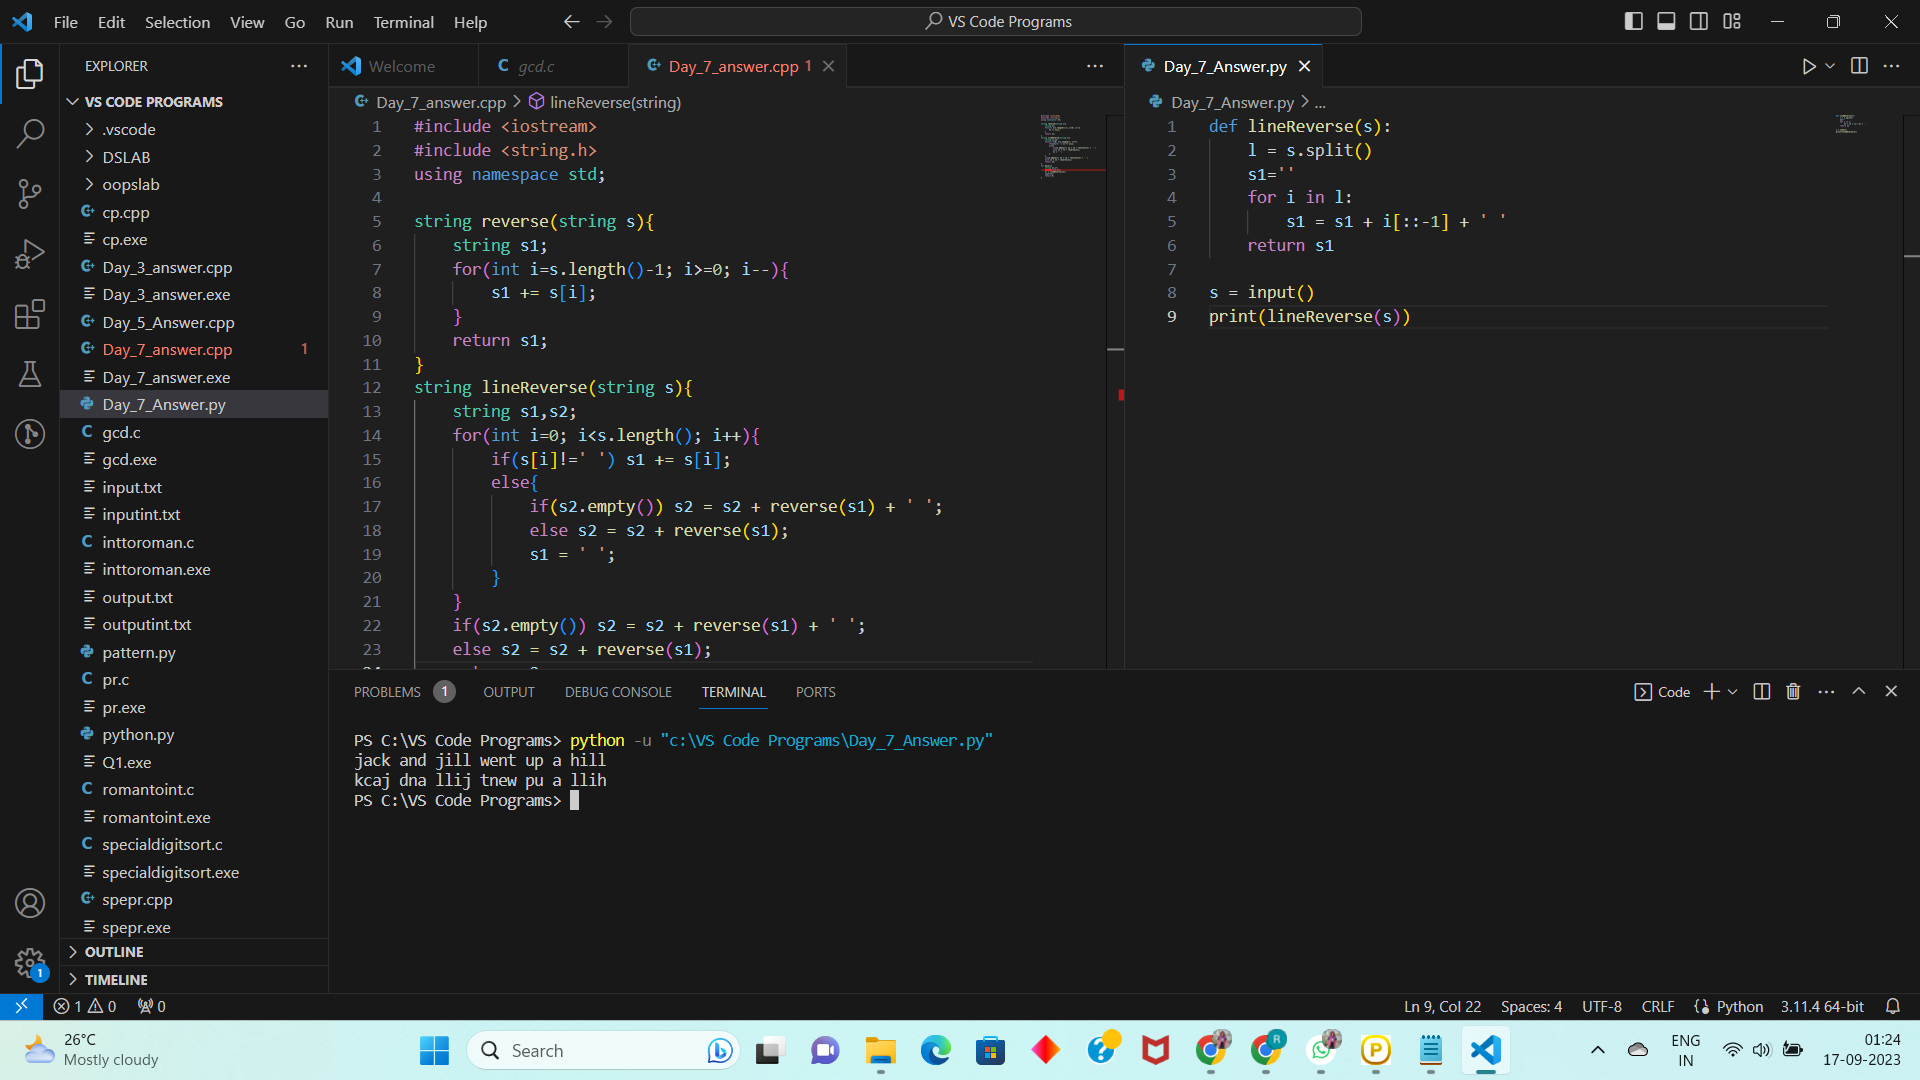 File Edit Selection View Go Run Terminal Help
VS Code Programs
EXPLORER
VS CODE PROGRAMS
.vscode
DSLAB
oopslab
cp.cpp
cp.exe
Day_3_answer.cpp
Day_3_answer.exe
Day_5_Answer.cpp
Day_7_answer.cpp 1
Day_7_answer.exe
Day_7_Answer.py
gcd.c
gcd.exe
input.txt
inputint.txt
inttoroman.c
inttoroman.exe
output.txt
outputint.txt
pattern.py
pr.c
pr.exe
python.py
Q1.exe
romantoint.c
romantoint.exe
specialdigitsort.c
specialdigitsort.exe
spepr.cpp
spepr.exe
OUTLINE
TIMELINE
Welcome
gcd.c
Day_7_answer.cpp 1
Day_7_answer.cpp > lineReverse(string)
1 #include <iostream>
2 #include <string.h>
3 using namespace std;
4
5 string reverse(string s){
6 string s1;
7 for(int i=s.length()-1; i>=0; i--){
8 s1 += s[i];
9 }
10 return s1;
11 }
12 string lineReverse(string s){
13 string s1,s2;
14 for(int i=0; i<s.length(); i++){
15 if(s[i]!=' ') s1 += s[i];
16 else{
17 if(s2.empty()) s2 = s2 + reverse(s1) + ' ';
18 else s2 = s2 + reverse(s1);
19 s1 = ' ';
20 }
21 }
22 if(s2.empty()) s2 = s2 + reverse(s1) + ' ';
23 else s2 = s2 + reverse(s1);
Day_7_Answer.py
Day_7_Answer.py > ...
1 def lineReverse(s):
2 l = s.split()
3 s1=''
4 for i in l:
5 s1 = s1 + i[::-1] + ' '
6 return s1
7
8 s = input()
9 print(lineReverse(s))
PROBLEMS 1 OUTPUT DEBUG CONSOLE TERMINAL PORTS
Code
PS C:\VS Code Programs> python -u "c:\VS Code Programs\Day_7_Answer.py"
jack and jill went up a hill
kcaj dna llij tnew pu a llih
PS C:\VS Code Programs>
1
1 0 0
Ln 9, Col 22 Spaces: 4 UTF-8 CRLF Python 3.11.4 64-bit
26°C
Mostly cloudy
Search
R
P
ENG
IN
01:24
17-09-2023